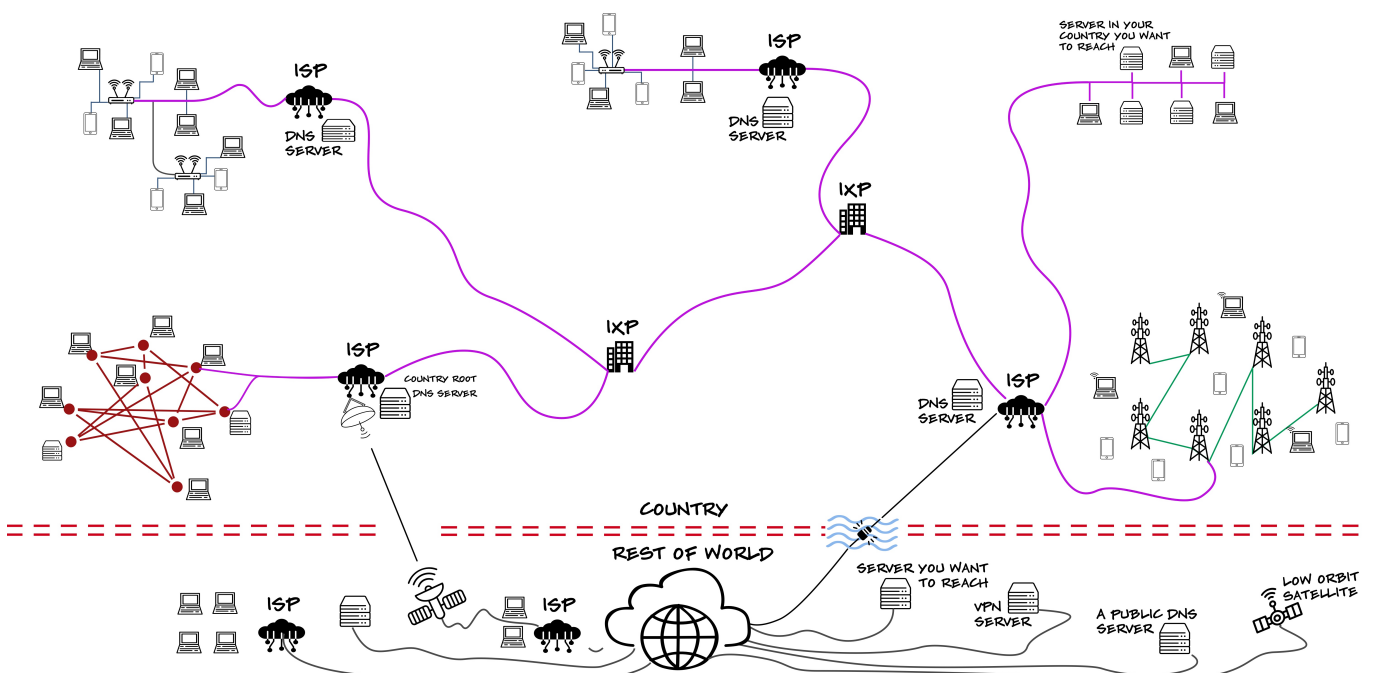 SERVER IN YOUR
COUNTRY YOU WANT
TO REACH
ISP
ISP
DNS
SERVER
DNS
SERVER
IXP
IXP
ISP
COUNTRY ROOT
DNS SERVER
ISP
DNS
SERVER
COUNTRY
REST OF WORLD
SERVER YOU WANT
TO REACH
LOW ORBIT
SATELLITE
ISP
ISP
VPN
SERVER
A PUBLIC DNS
SERVER